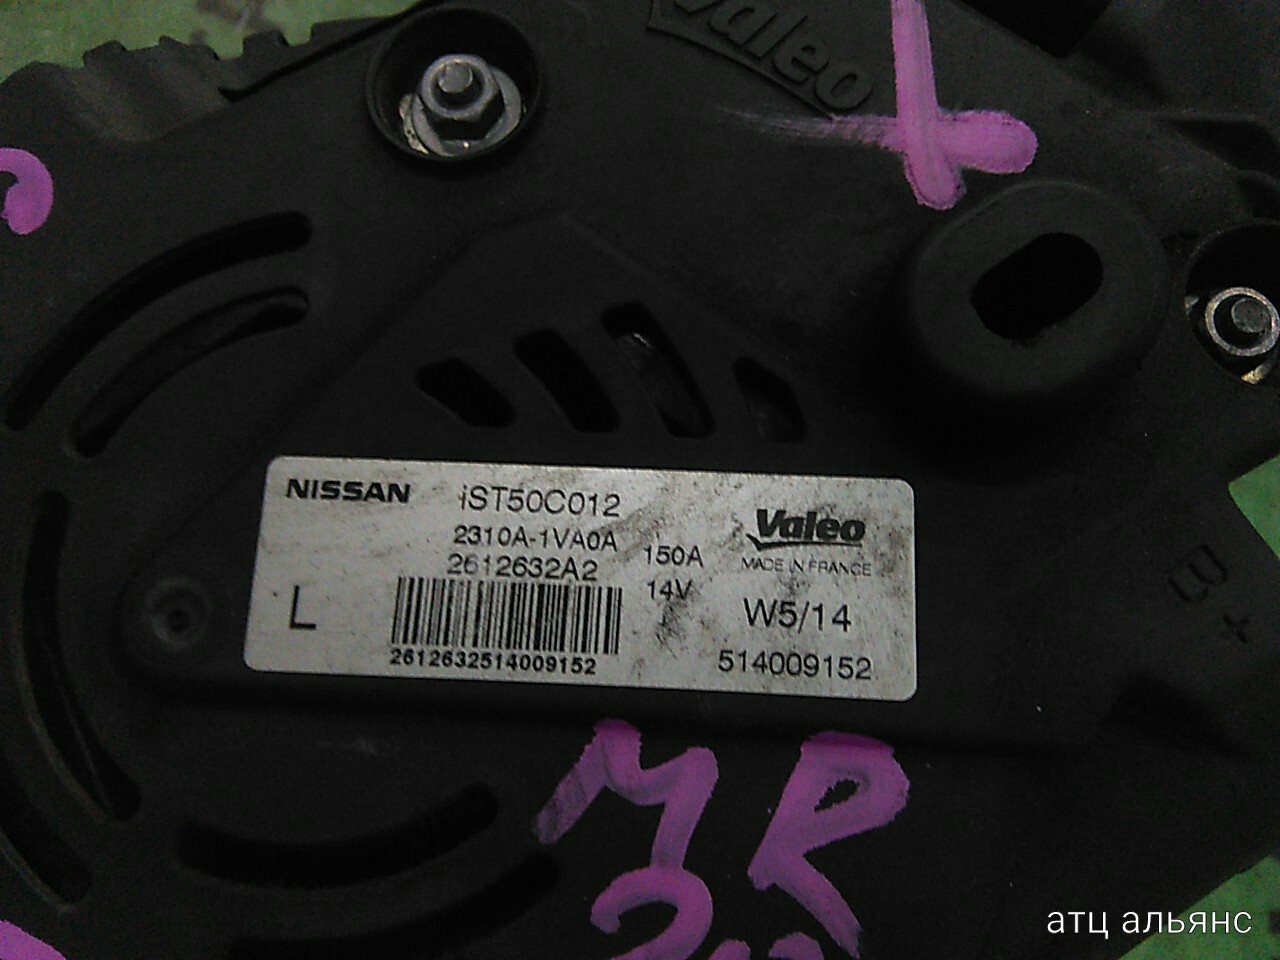 Valeo
NISSAN iST50C012
2310A-1VA0A
2612632A2
150A
14V
L
Valeo
MADE IN FRANCE
W5/14
2612632514009152
514009152
B+
MR
атц альянс